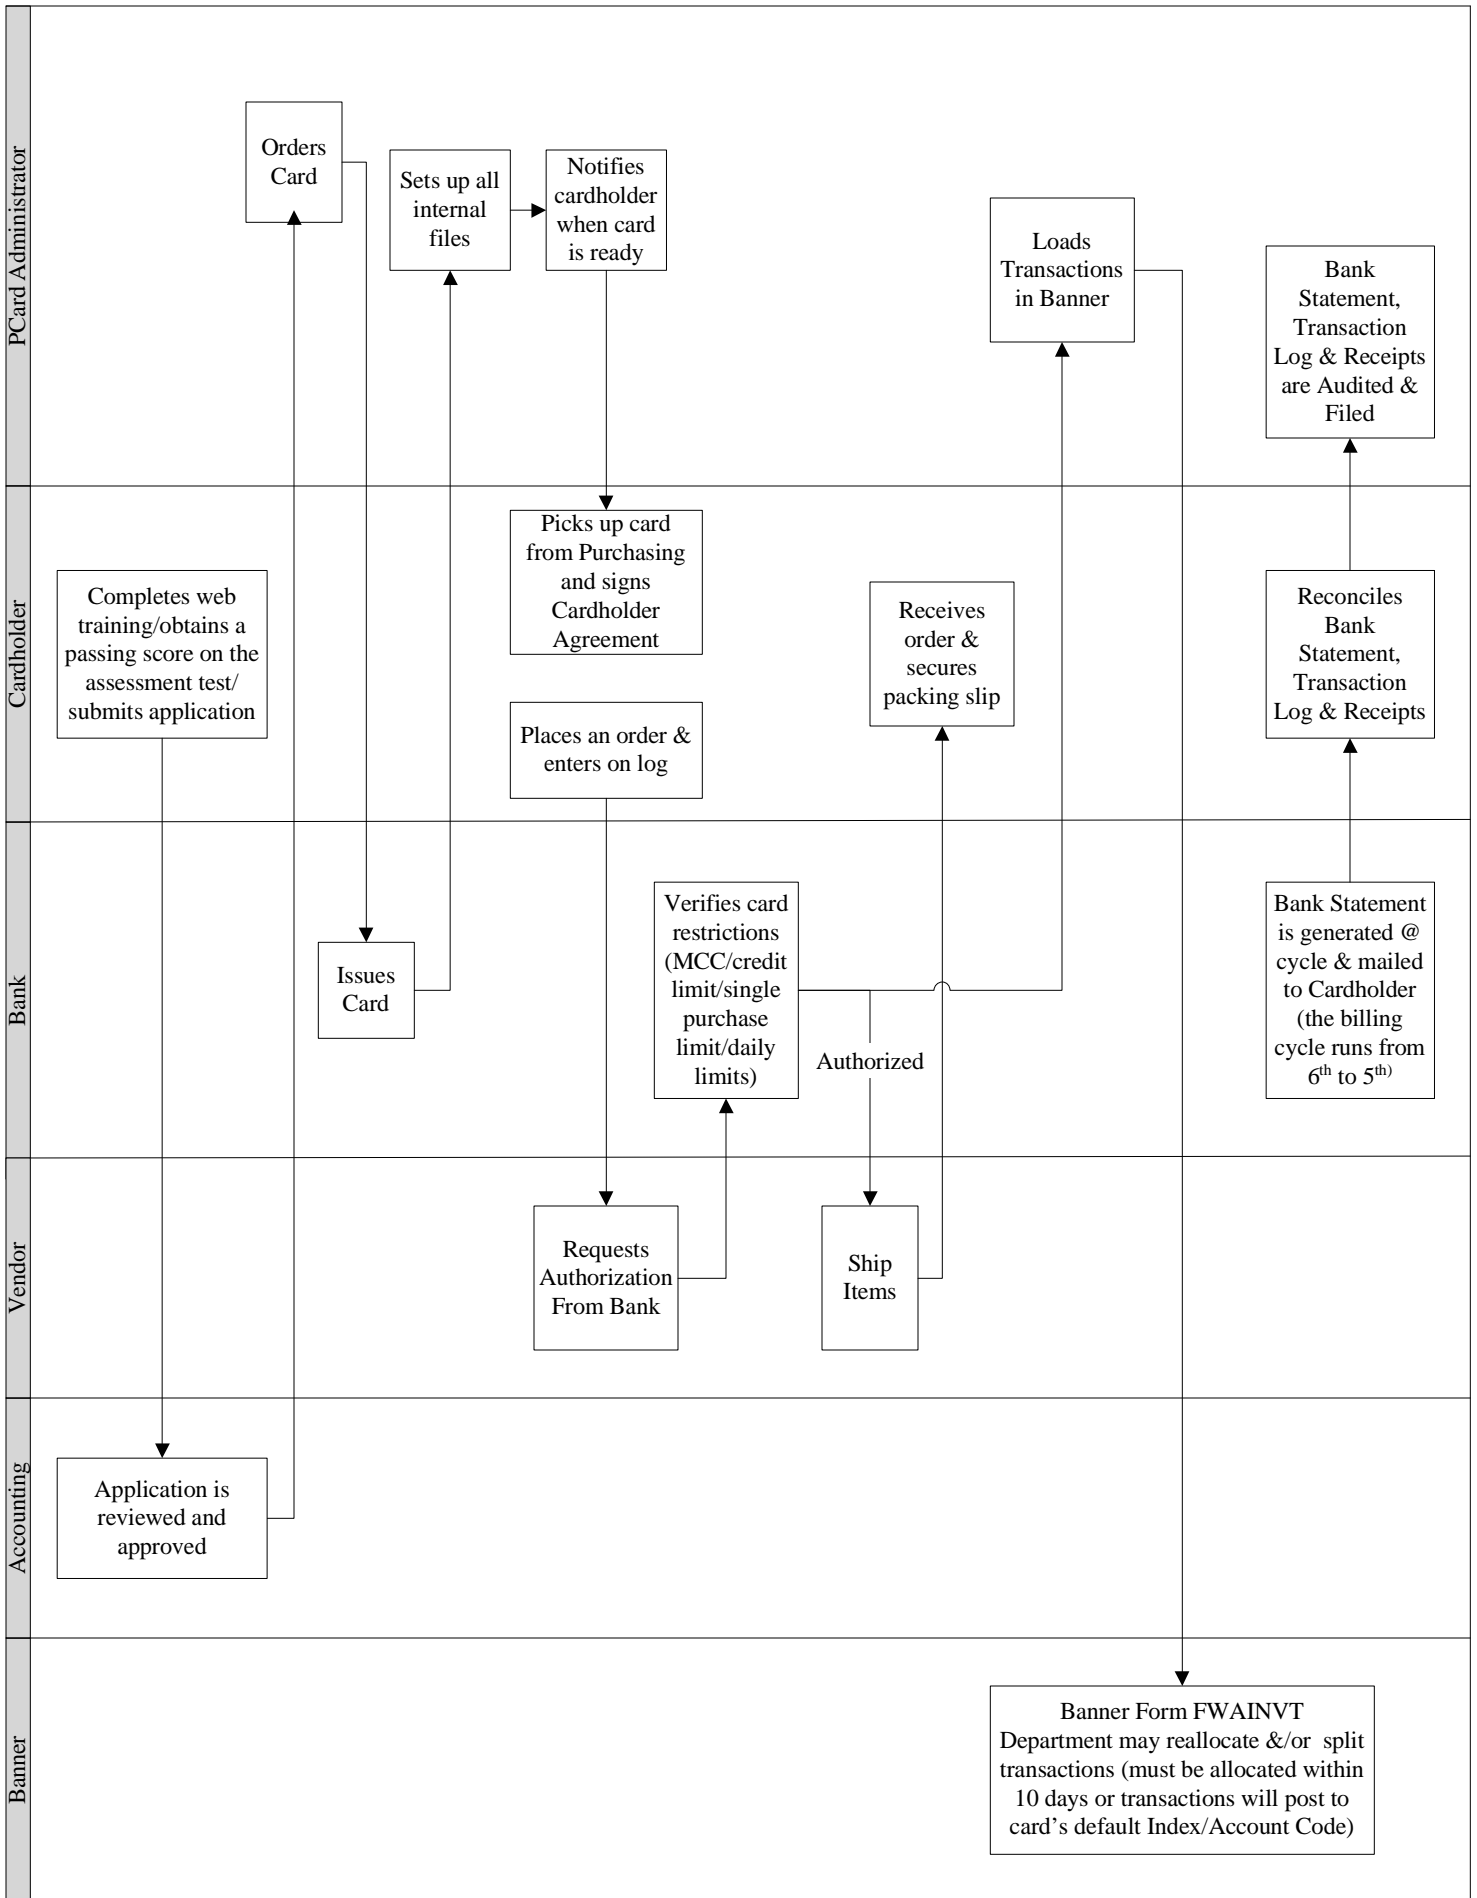 PCard Administrator
Orders
Card
Sets up all
internal
files
Notifies
cardholder
when card
is ready
Loads
Transactions
in Banner
Bank
Statement,
Transaction
Log & Receipts
are Audited &
Filed
Cardholder
Completes web
training/obtains a
passing score on the
assessment test/
submits application
Picks up card
from Purchasing
and signs
Cardholder
Agreement
Places an order &
enters on log
Receives
order &
secures
packing slip
Reconciles
Bank
Statement,
Transaction
Log & Receipts
Bank
Issues
Card
Verifies card
restrictions
(MCC/credit
limit/single
purchase
limit/daily
limits)
Authorized
Bank Statement
is generated @
cycle & mailed
to Cardholder
(the billing
cycle runs from
6th to 5th)
Vendor
Requests
Authorization
From Bank
Ship
Items
Accounting
Application is
reviewed and
approved
Banner
Banner Form FWAINVT
Department may reallocate &/or split
transactions (must be allocated within
10 days or transactions will post to
card’s default Index/Account Code)